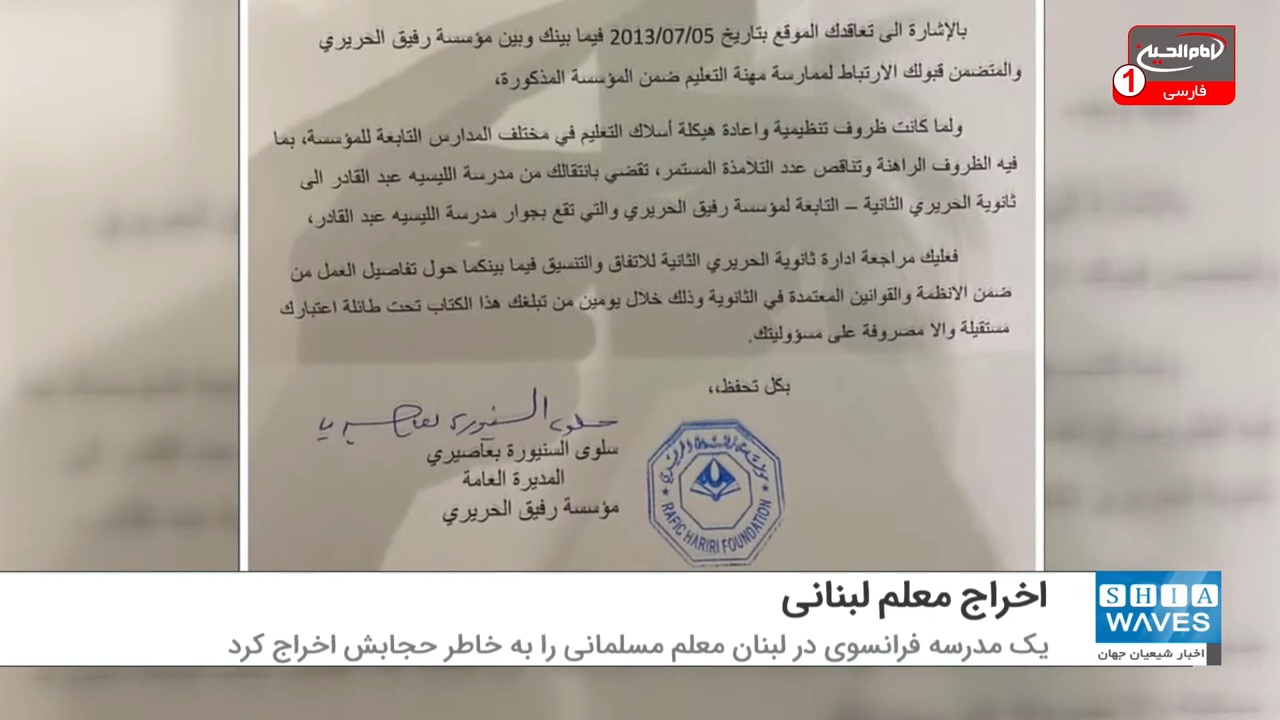 بالإشارة الى تعاقدك الموقع بتاريخ 2013/07/05 فيما بينك وبين مؤسسة رفيق الحريري
والمتضمن قبولك الارتباط لممارسة مهنة التعليم ضمن المؤسسة المذكورة،
ولما كانت ظروف تنظيمية واعادة هيكلة أسلاك التعليم في مختلف المدارس التابعة للمؤسسة، بما
فيه الظروف الراهنة وتناقص عدد التلامذة المستمر، تقضي بانتقالك من مدرسة الليسيه عبد القادر الى
ثانوية الحريري الثانية – التابعة لمؤسسة رفيق الحريري والتي تقع بجوار مدرسة الليسيه عبد القادر،
فعليك مراجعة ادارة ثانوية الحريري الثانية للاتفاق والتنسيق فيما بينكما حول تفاصيل العمل من
ضمن الانظمة والقوانين المعتمدة في الثانوية وذلك خلال يومين من تبلغك هذا الكتاب تحت طائلة اعتبارك
مستقيلة والا مصروفة على مسؤوليتك.
بكل تحفظ،،
سلوى السنيورة بعاصيري
سلوى السنيورة بعاصيري
المديرة العامة
مؤسسة رفيق الحريري
مؤسسة رفيق الحريري
RAFIC HARIRI FOUNDATION
امام الحسین
1
فارسی
اخراج معلم لبنانی
یک مدرسه فرانسوی در لبنان معلم مسلمانی را به خاطر حجابش اخراج کرد
SHIA
WAVES
اخبار شیعیان جهان